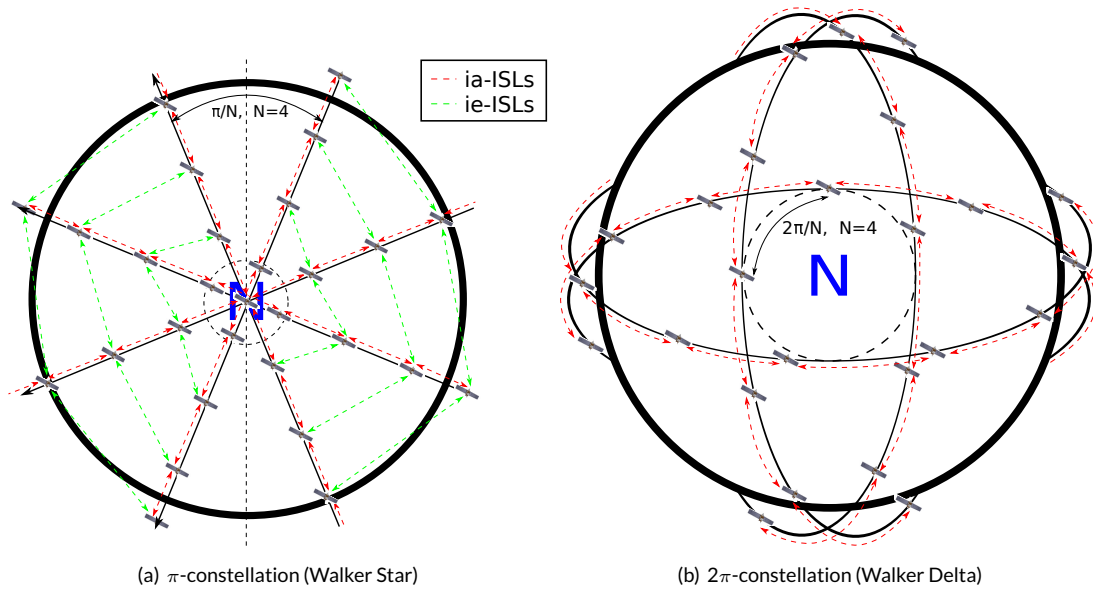 ia-ISLs
ie-ISLs
π/N, N=4
N
2π/N, N=4
N
(a) π-constellation (Walker Star)
(b) 2π-constellation (Walker Delta)